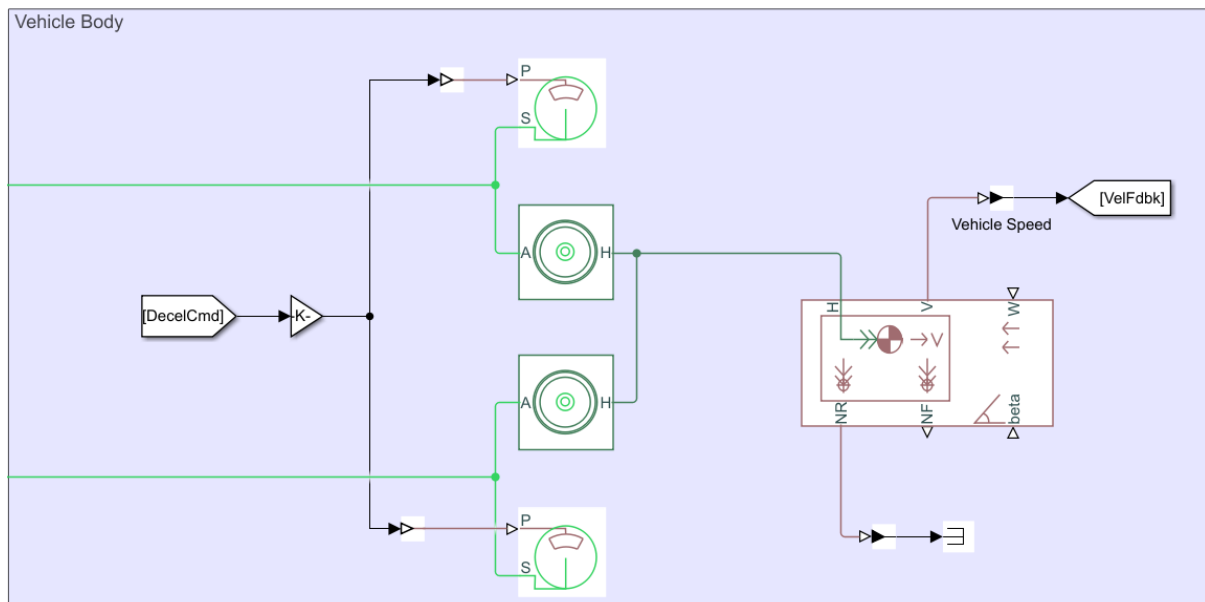 Vehicle Body
P
S
[VelFdbk]
Vehicle Speed
A
H
H
V
W
[DecelCmd]
-K-
V
A
H
NR
NF
beta
P
S